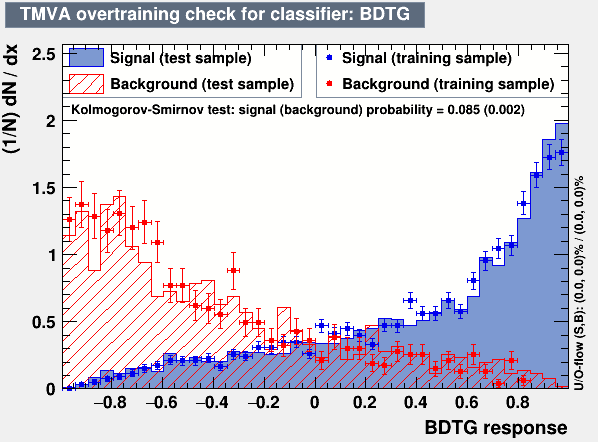 TMVA overtraining check for classifier: BDTG
(1/N) dN / dx
Signal (test sample)
Background (test sample)
Signal (training sample)
Background (training sample)
Kolmogorov-Smirnov test: signal (background) probability = 0.085 (0.002)
2.5
2
1.5
1
0.5
0
−0.8 −0.6 −0.4 −0.2 0 0.2 0.4 0.6 0.8
BDTG response
U/O-flow (S,B): (0.0, 0.0)% / (0.0, 0.0)%